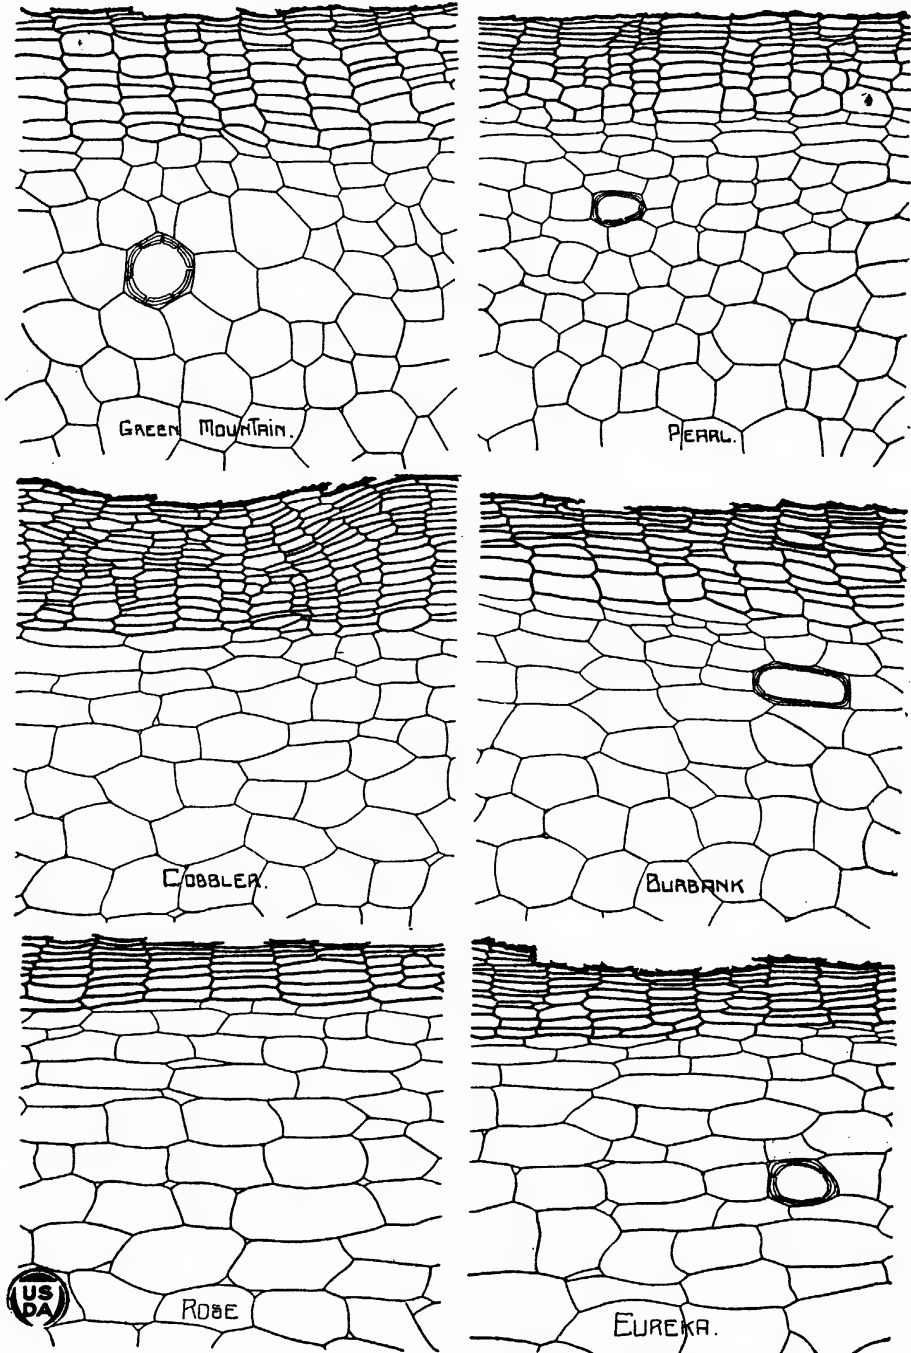 GREEN MOUNTAIN.
PEARL.
COBBLER.
BURBANK
ROSE
EUREKA.
US
DA